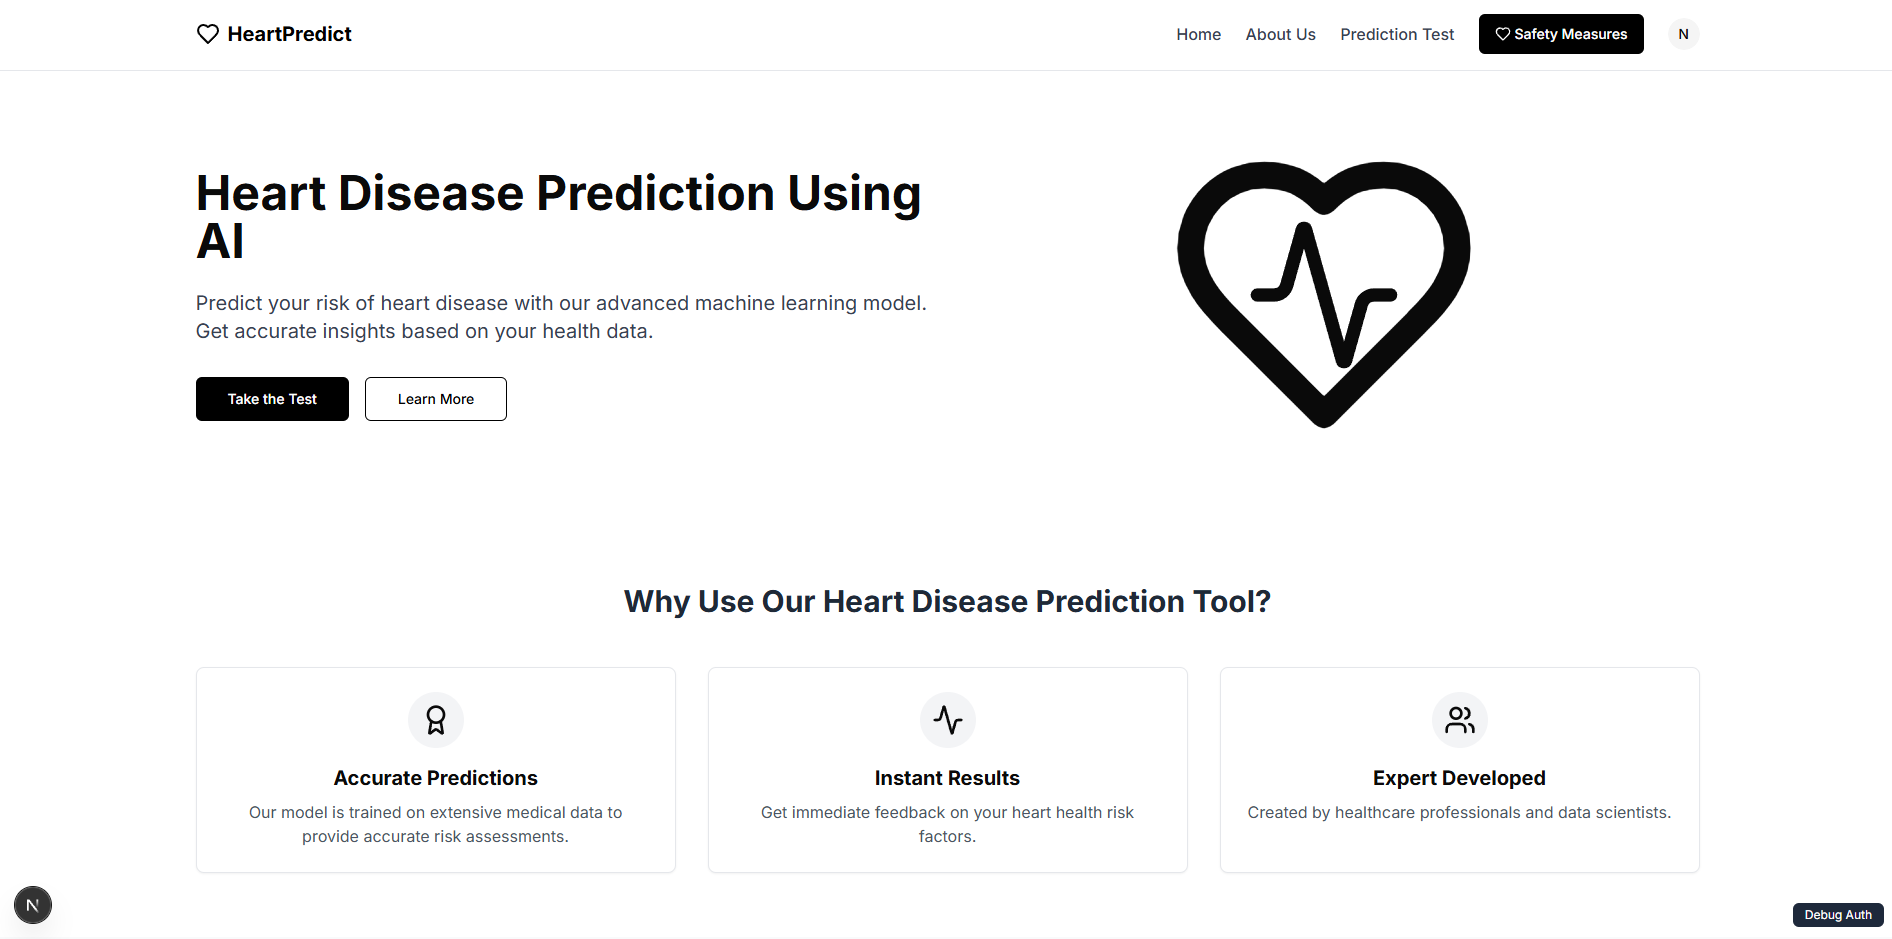 HeartPredict
Home
About Us
Prediction Test
Safety Measures
N
Heart Disease Prediction Using
AI
Predict your risk of heart disease with our advanced machine learning model.
Get accurate insights based on your health data.
Take the Test
Learn More
Why Use Our Heart Disease Prediction Tool?
Accurate Predictions
Our model is trained on extensive medical data to
provide accurate risk assessments.
Instant Results
Get immediate feedback on your heart health risk
factors.
Expert Developed
Created by healthcare professionals and data scientists.
N
Debug Auth